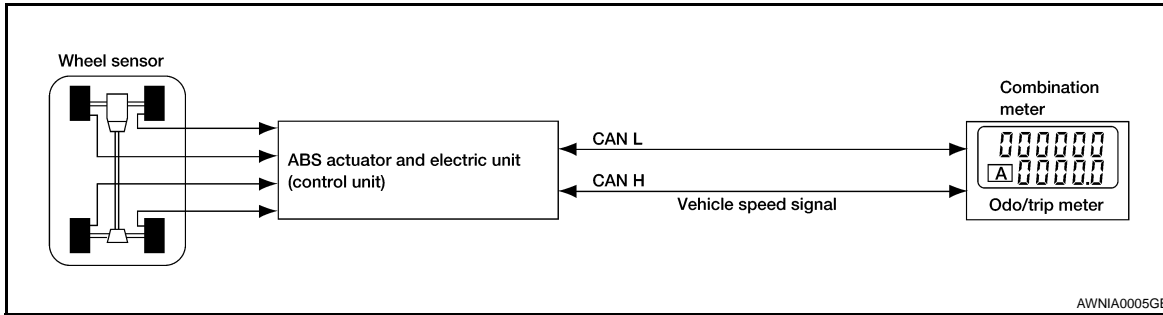 Wheel sensor
ABS actuator and electric unit
(control unit)
CAN L
CAN H
Vehicle speed signal
Combination
meter
000000
A 0000.0
Odo/trip meter
AWNIA0005GB